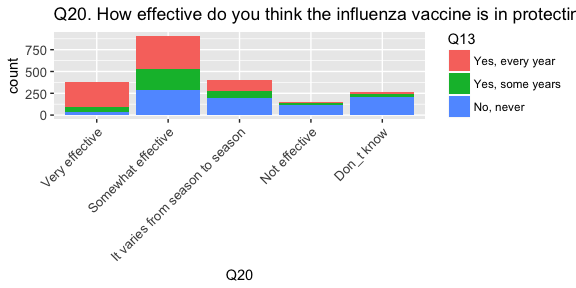 Q20. How effective do you think the influenza vaccine is in protectin
Q13
Yes, every year
Yes, some years
No, never
count
750
500
250
0
Very effective
Somewhat effective
It varies from season to season
Not effective
Don_t know
Q20